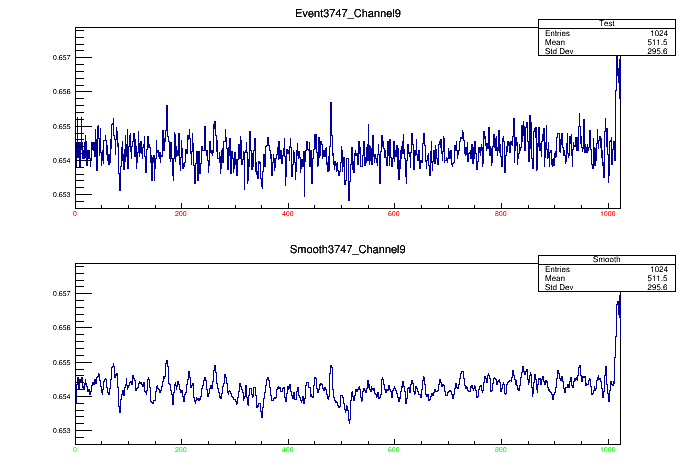 Event3747_Channel9
Test
Entries 1024
Mean 511.5
Std Dev 295.6
0.657
0.656
0.655
0.654
0.653
0 200 400 600 800 1000
Smooth3747_Channel9
Smooth
Entries 1024
Mean 511.5
Std Dev 295.6
0.657
0.656
0.655
0.654
0.653
0 200 400 600 800 1000